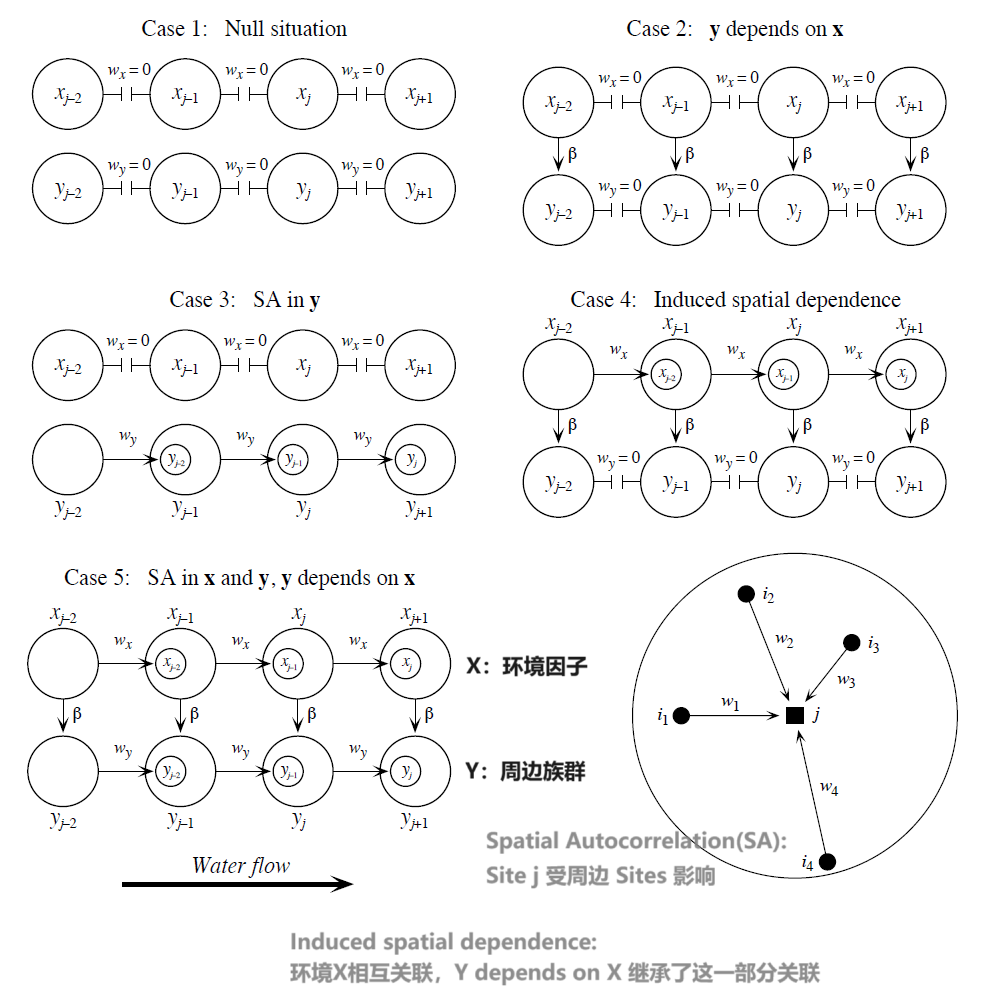 Case 1: Null situation
w_x = 0 w_x = 0 w_x = 0
x_{j–2} x_{j–1} x_j x_{j+1}
w_y = 0 w_y = 0 w_y = 0
y_{j–2} y_{j–1} y_j y_{j+1}
Case 2: y depends on x
w_x = 0 w_x = 0 w_x = 0
x_{j–2} x_{j–1} x_j x_{j+1}
β β β β
w_y = 0 w_y = 0 w_y = 0
y_{j–2} y_{j–1} y_j y_{j+1}
Case 3: SA in y
w_x = 0 w_x = 0 w_x = 0
x_{j–2} x_{j–1} x_j x_{j+1}
w_y w_y w_y
y_{j–2} y_{j–1} y_j
y_{j–2} y_{j–1} y_j y_{j+1}
Case 4: Induced spatial dependence
x_{j–2} x_{j–1} x_j x_{j+1}
w_x w_x w_x
x_{j–2} x_{j–1} x_j
β β β β
w_y = 0 w_y = 0 w_y = 0
y_{j–2} y_{j–1} y_j y_{j+1}
Case 5: SA in x and y, y depends on x
x_{j–2} x_{j–1} x_j x_{j+1}
w_x w_x w_x
x_{j–2} x_{j–1} x_j
β β β β
w_y w_y w_y
y_{j–2} y_{j–1} y_j
y_{j–2} y_{j–1} y_j y_{j+1}
Water flow
X：环境因子
Y：周边族群
i_2
w_2
i_3
w_3
i_1 w_1 j
w_4
i_4
Spatial Autocorrelation(SA):
Site j 受周边 Sites 影响
Induced spatial dependence:
环境X相互关联，Y depends on X 继承了这一部分关联